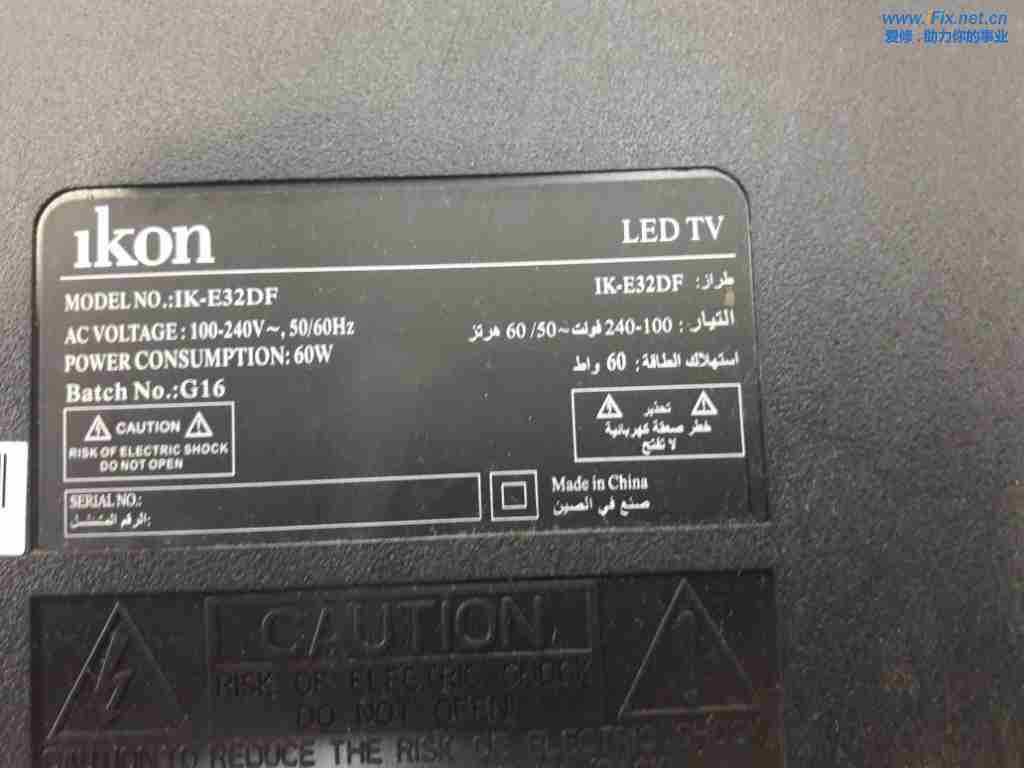 www.iFix.net.cn
爱修 . 助力你的事业
ikon
LED TV
MODEL NO.:IK-E32DF
طراز: IK-E32DF
AC VOLTAGE : 100-240V~, 50/60Hz
التيار: 100-240 فولت~50/ 60 هرتز
POWER CONSUMPTION: 60W
استهلاك الطاقة: 60 واط
Batch No.:G16
CAUTION
RISK OF ELECTRIC SHOCK
DO NOT OPEN
تحذير
خطر صعقة كهربائية
لا تفتح
SERIAL NO.:
الرقم المتسلسل:
Made in China
صنع في الصين
CAUTION
RISK OF ELECTRIC SHOCK
DO NOT OPEN!
CAUTION TO REDUCE THE RISK OF ELECTRIC SHOCK